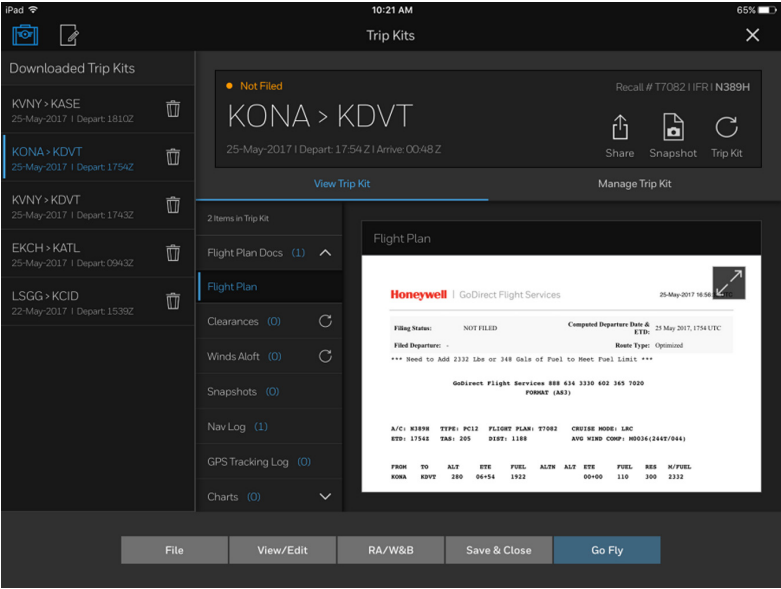 iPad 10:21 AM 65%
Trip Kits
Downloaded Trip Kits
KVNY > KASE
25-May-2017 | Depart: 1810Z
KONA > KDVT
25-May-2017 | Depart: 1754Z
KVNY > KDVT
25-May-2017 | Depart: 1743Z
EKCH > KATL
25-May-2017 | Depart: 0943Z
LSGG > KCID
22-May-2017 | Depart: 1539Z
Not Filed
Recall # T7082 | IFR | N389H
KONA > KDVT
25-May-2017 | Depart: 17:54 Z | Arrive: 00:48 Z
Share Snapshot Trip Kit
View Trip Kit Manage Trip Kit
2 Items in Trip Kit
Flight Plan Docs (1)
Flight Plan
Clearances (0)
Winds Aloft (0)
Snapshots (0)
Nav Log (1)
GPS Tracking Log (0)
Charts (0)
Flight Plan
Honeywell | GoDirect Flight Services 25-May-2017 16:56
Filing Status: NOT FILED Computed Departure Date & ETD: 25 May 2017, 1754 UTC
Filed Departure: - Route Type: Optimized
*** Need to Add 2332 Lbs or 348 Gals of Fuel to Meet Fuel Limit ***
GoDirect Flight Services 888 634 3330 602 365 7020
FORMAT (AS3)
A/C: N389H TYPE: PC12 FLIGHT PLAN: T7082 CRUISE MODE: LRC
ETD: 1754Z TAS: 205 DIST: 1188 AVG WIND COMP: M0036(244T/044)
FROM TO ALT ETE FUEL ALTN ALT ETE FUEL RES M/FUEL
KONA KDVT 280 06+54 1922 00+00 110 300 2332
File View/Edit RA/W&B Save & Close Go Fly